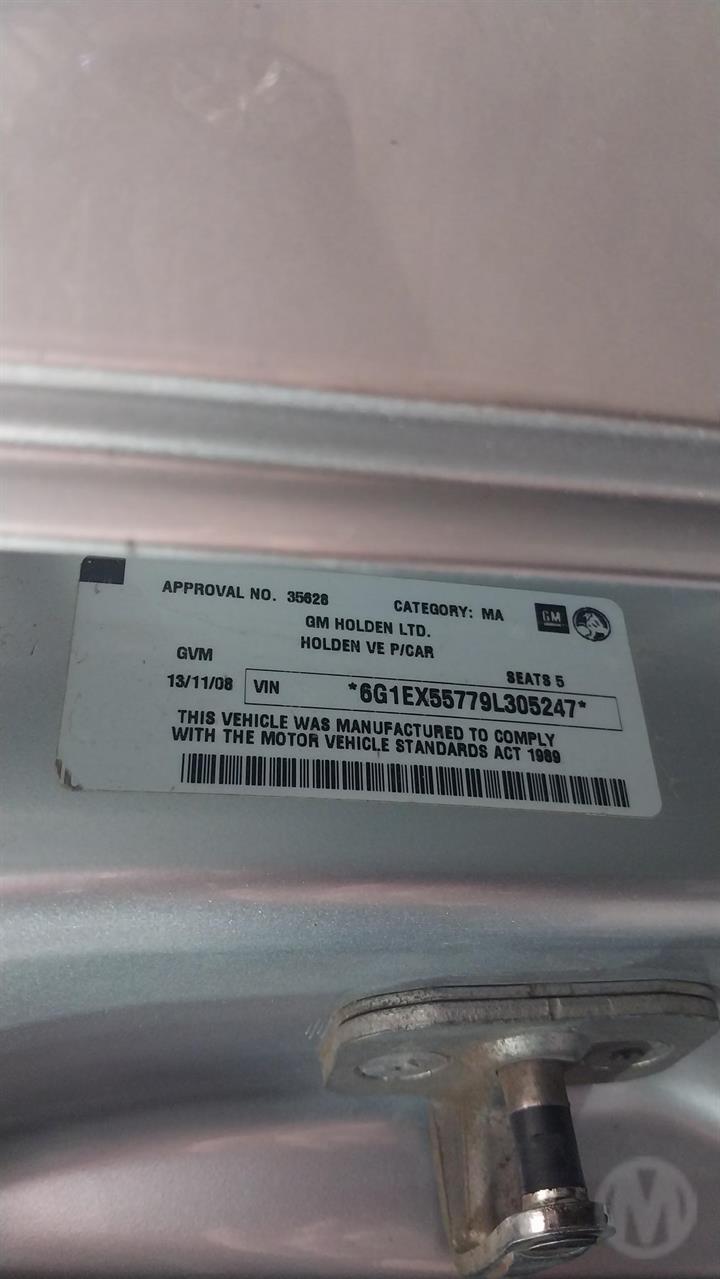 APPROVAL NO. 35628 CATEGORY: MA GM
GM HOLDEN LTD.
HOLDEN VE P/CAR
GVM SEATS 5
13/11/08 VIN *6G1EX55779L305247*
THIS VEHICLE WAS MANUFACTURED TO COMPLY
WITH THE MOTOR VEHICLE STANDARDS ACT 1989
M